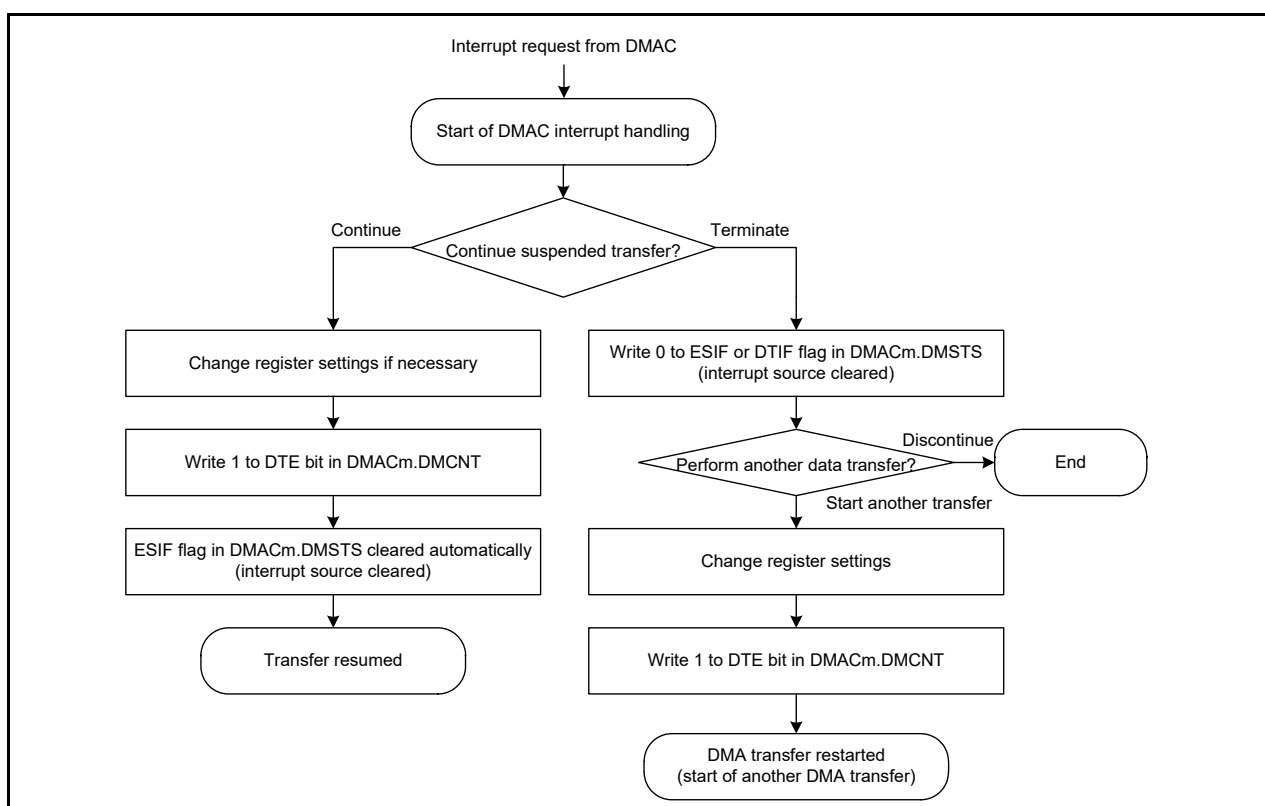 Interrupt request from DMAC
Start of DMAC interrupt handling
Continue
Terminate
Continue suspended transfer?
Change register settings if necessary
Write 1 to DTE bit in DMACm.DMCNT
ESIF flag in DMACm.DMSTS cleared automatically
(interrupt source cleared)
Transfer resumed
Write 0 to ESIF or DTIF flag in DMACm.DMSTS
(interrupt source cleared)
Discontinue
Perform another data transfer?
End
Start another transfer
Change register settings
Write 1 to DTE bit in DMACm.DMCNT
DMA transfer restarted
(start of another DMA transfer)